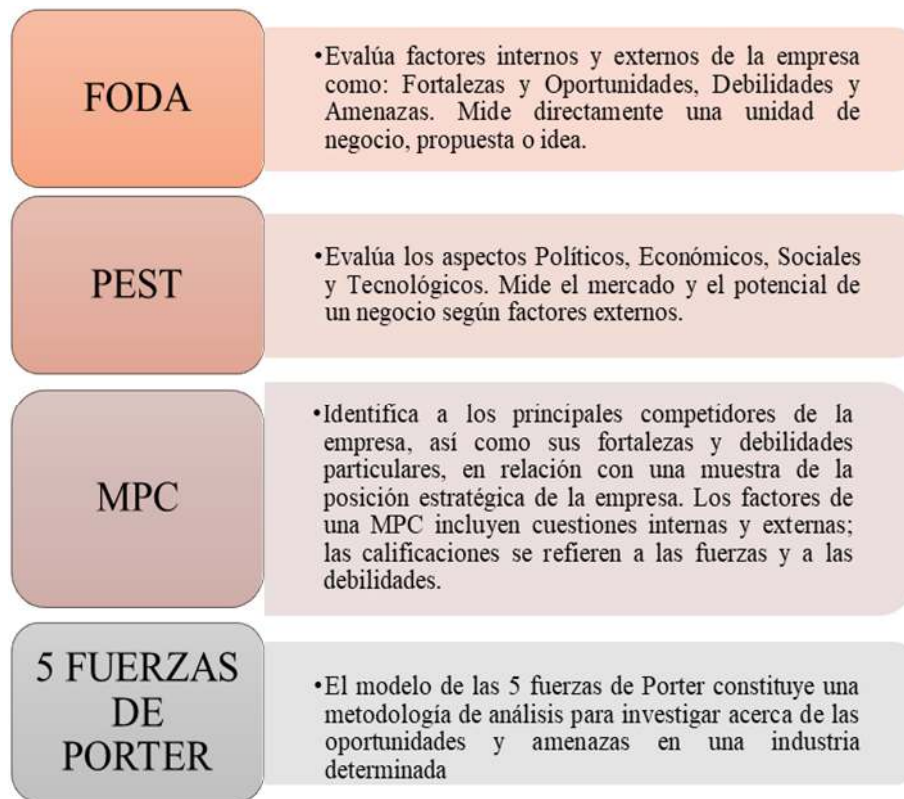 FODA
•Evalúa factores internos y externos de la empresa
como: Fortalezas y Oportunidades, Debilidades y
Amenazas. Mide directamente una unidad de
negocio, propuesta o idea.
PEST
•Evalúa los aspectos Políticos, Económicos, Sociales
y Tecnológicos. Mide el mercado y el potencial de
un negocio según factores externos.
MPC
•Identifica a los principales competidores de la
empresa, así como sus fortalezas y debilidades
particulares, en relación con una muestra de la
posición estratégica de la empresa. Los factores de
una MPC incluyen cuestiones internas y externas;
las calificaciones se refieren a las fuerzas y a las
debilidades.
5 FUERZAS
DE
PORTER
•El modelo de las 5 fuerzas de Porter constituye una
metodología de análisis para investigar acerca de las
oportunidades y amenazas en una industria
determinada